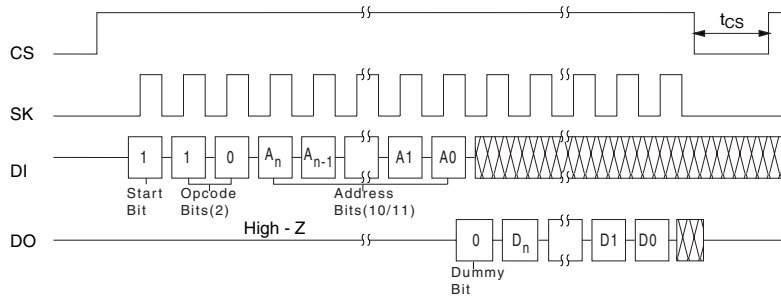 CS
tCS
SK
DI
1 1 0 An An-1 A1 A0
Start Bit
Opcode Bits(2)
Address Bits(10/11)
High - Z
DO
0 Dn D1 D0
Dummy Bit